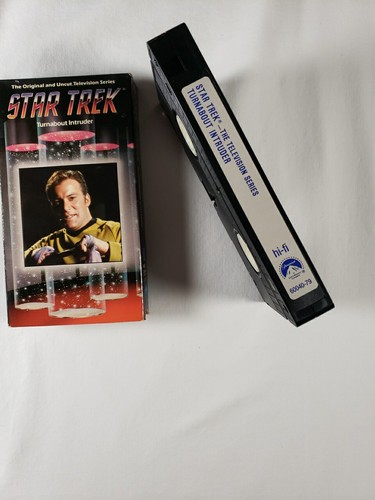 The Original and Uncut Television Series
STAR TREK
Turnabout Intruder
STAR TREK®—THE TELEVISION SERIES
TURNABOUT INTRUDER
hi-fi
60040-79